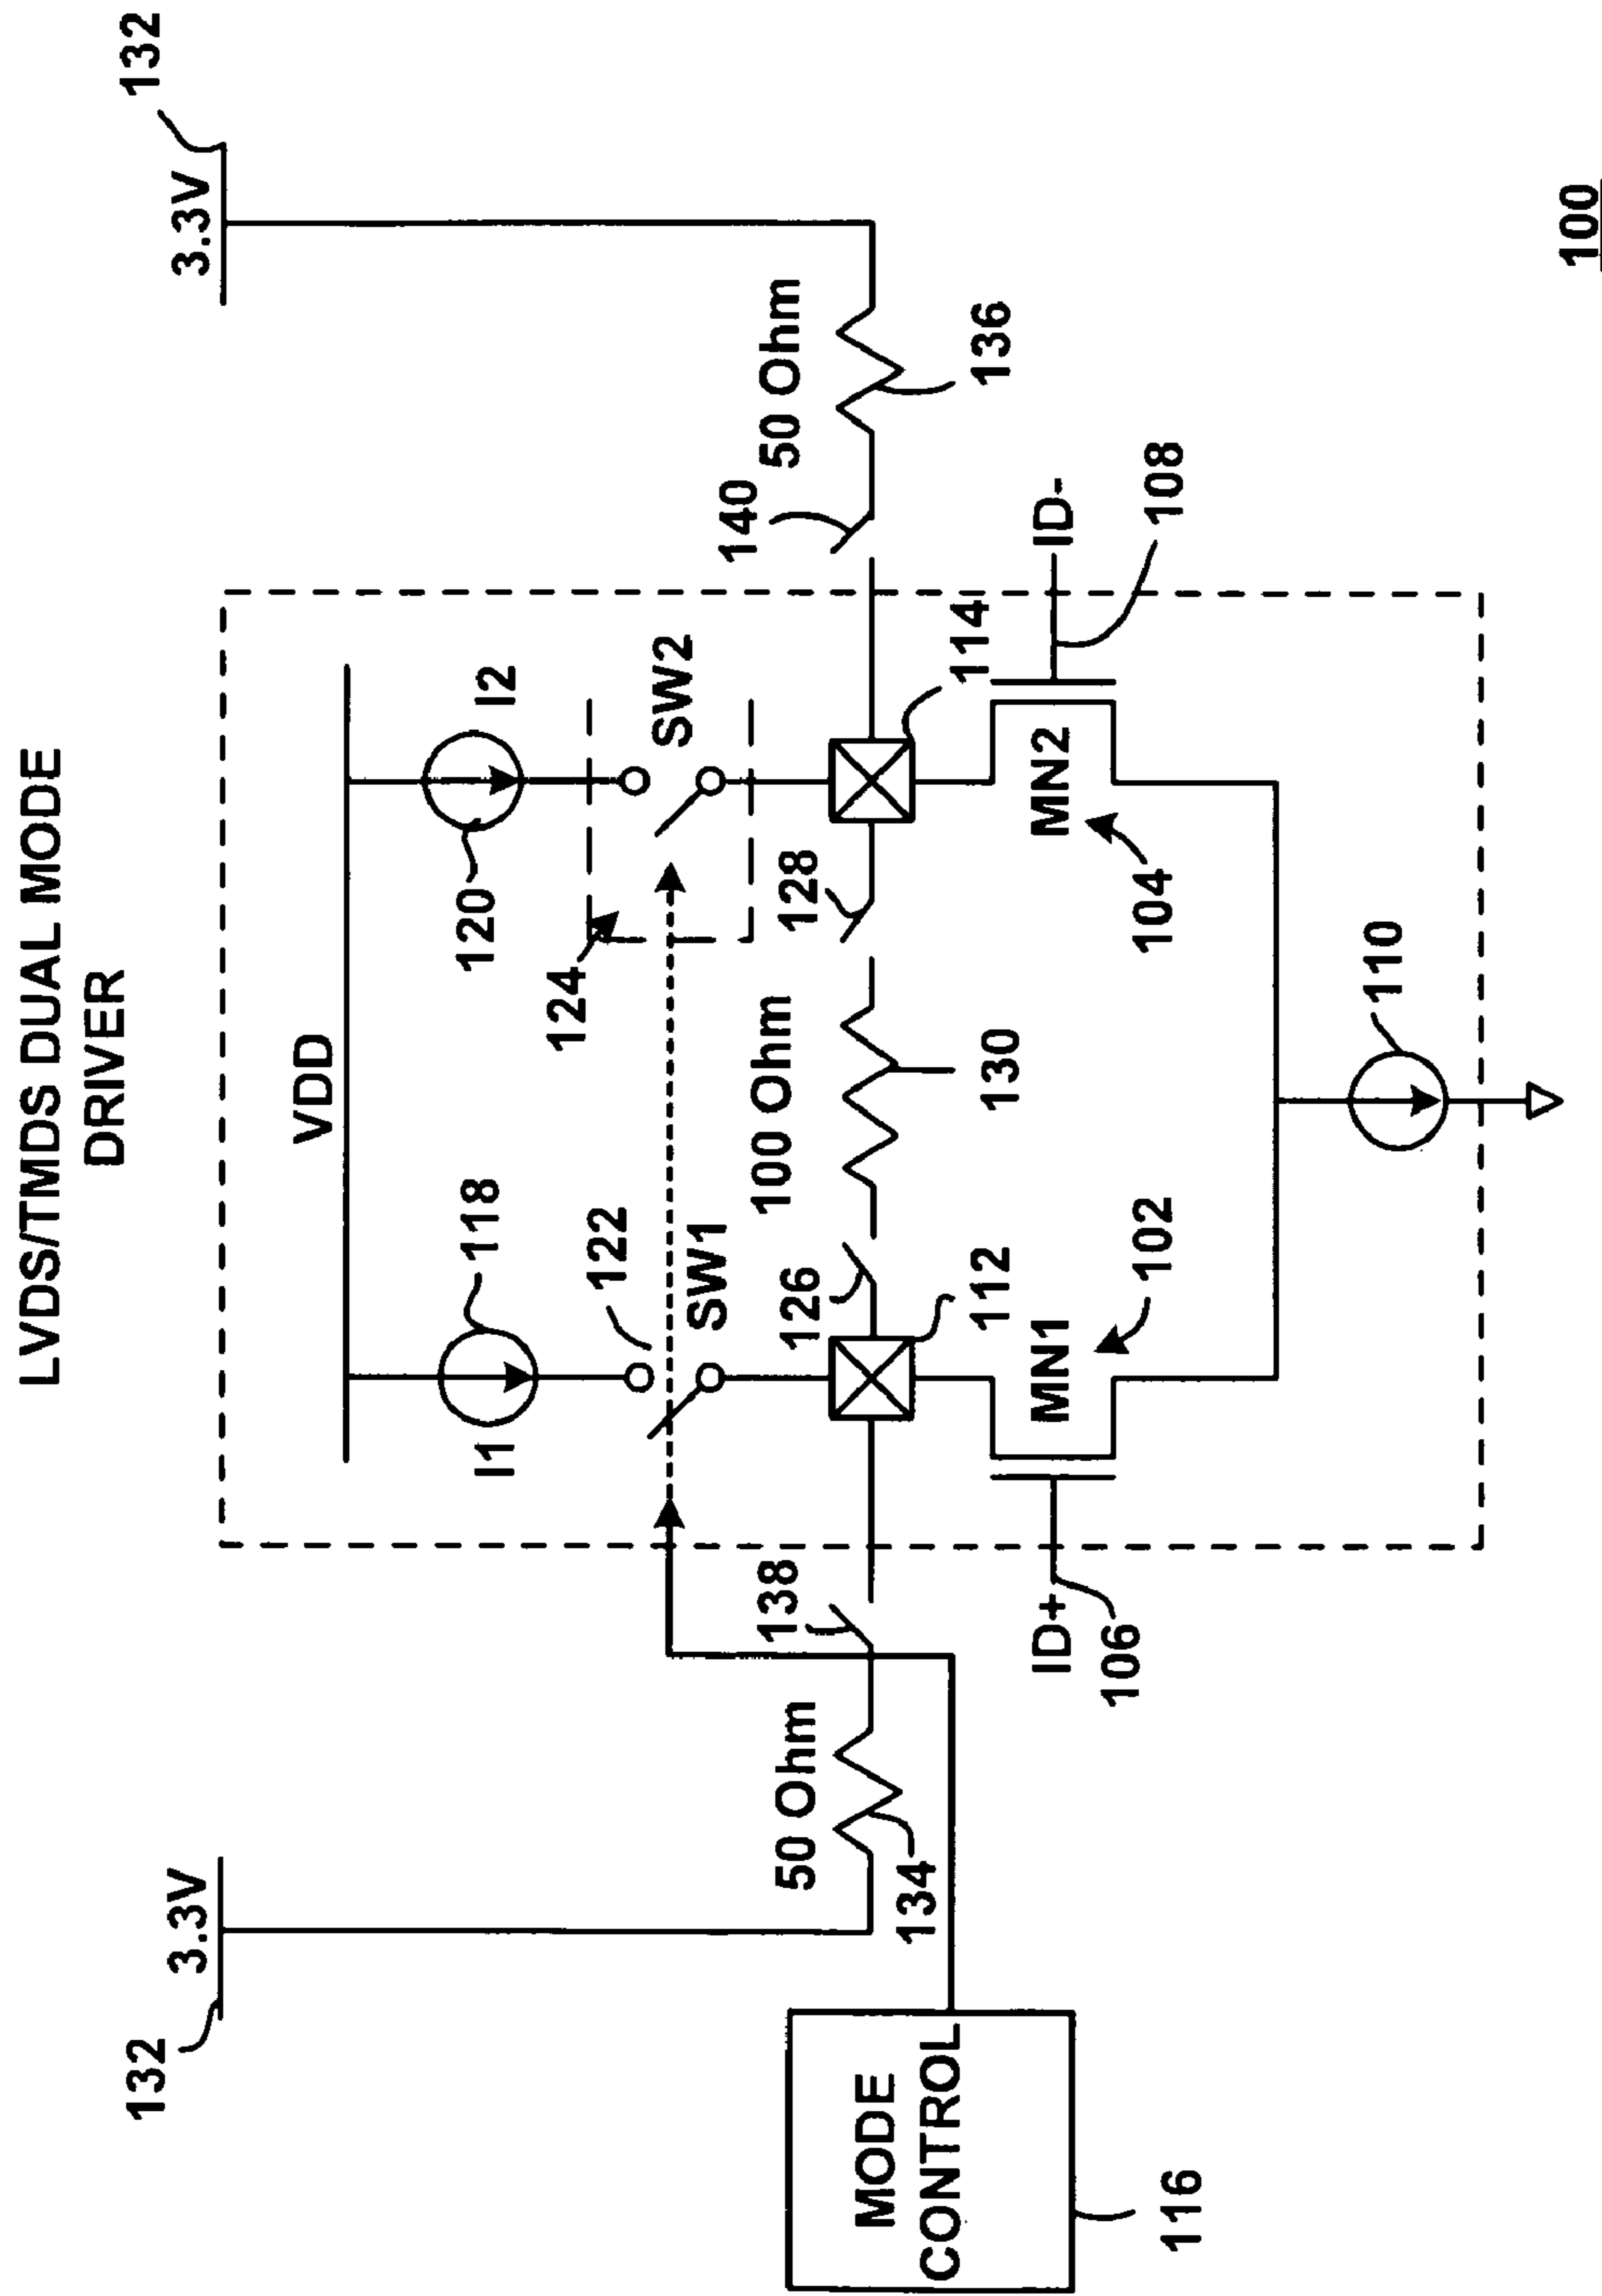 LVDS/TMDS DUAL MODE
DRIVER
132
3.3V
3.3V
132
VDD
I1
118
120
I2
122
124
SW1
SW2
50 Ohm
138
126
100 Ohm
128
140
50 Ohm
134
112
130
114
136
MODE
CONTROL
116
ID+
106
MN1
102
MN2
104
ID-
108
110
100